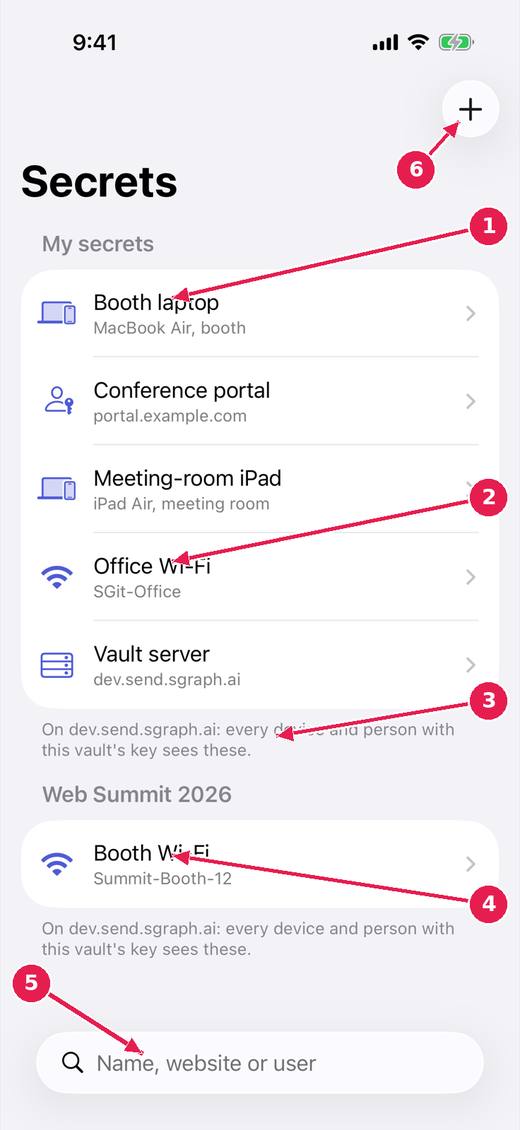 9:41
6
Secrets
1
My secrets
Booth laptop
MacBook Air, booth
Conference portal
portal.example.com
Meeting-room iPad
iPad Air, meeting room
2
Office Wi-Fi
SGit-Office
Vault server
dev.send.sgraph.ai
3
On dev.send.sgraph.ai: every device and person with
this vault's key sees these.
Web Summit 2026
Booth Wi-Fi
Summit-Booth-12
4
On dev.send.sgraph.ai: every device and person with
this vault's key sees these.
5
Name, website or user